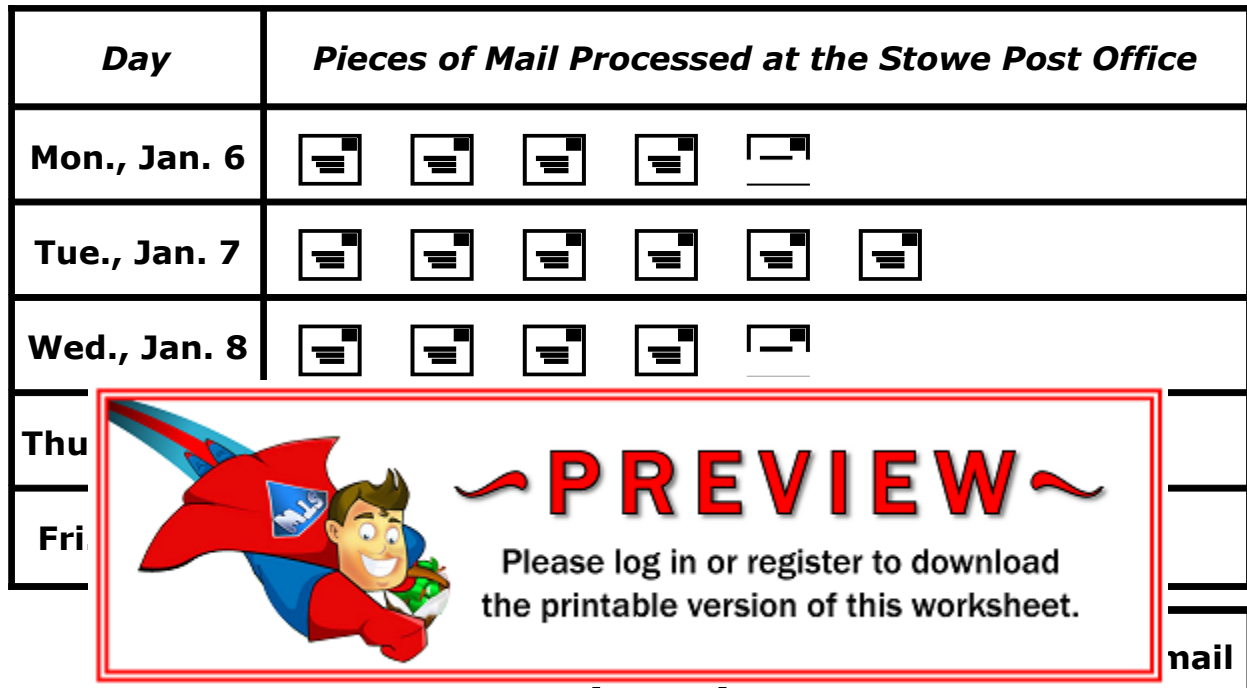 Day
Pieces of Mail Processed at the Stowe Post Office
Mon., Jan. 6
Tue., Jan. 7
Wed., Jan. 8
Thu
Fri.
STW
PREVIEW
Please log in or register to download
the printable version of this worksheet.
mail